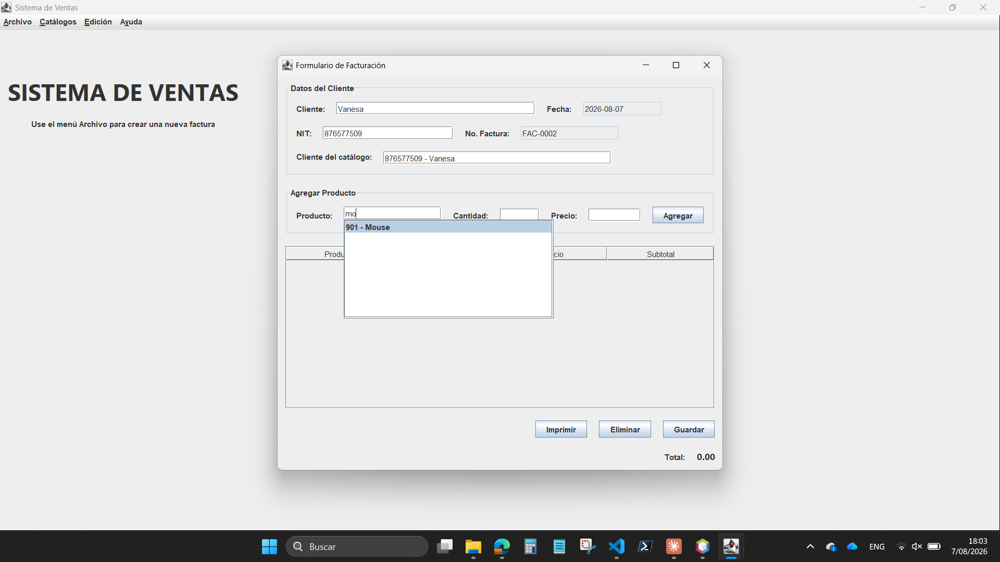 Sistema de Ventas
Archivo Catálogos Edición Ayuda
SISTEMA DE VENTAS
Use el menú Archivo para crear una nueva factura
Formulario de Facturación
Datos del Cliente
Cliente: Vanesa Fecha: 2026-08-07
NIT: 876577509 No. Factura: FAC-0002
Cliente del catálogo: 876577509 - Vanesa
Agregar Producto
Producto: mo Cantidad: Precio: Agregar
901 - Mouse
Produ cio Subtotal
Imprimir Eliminar Guardar
Total: 0.00
Buscar ENG 18:03
7/08/2026